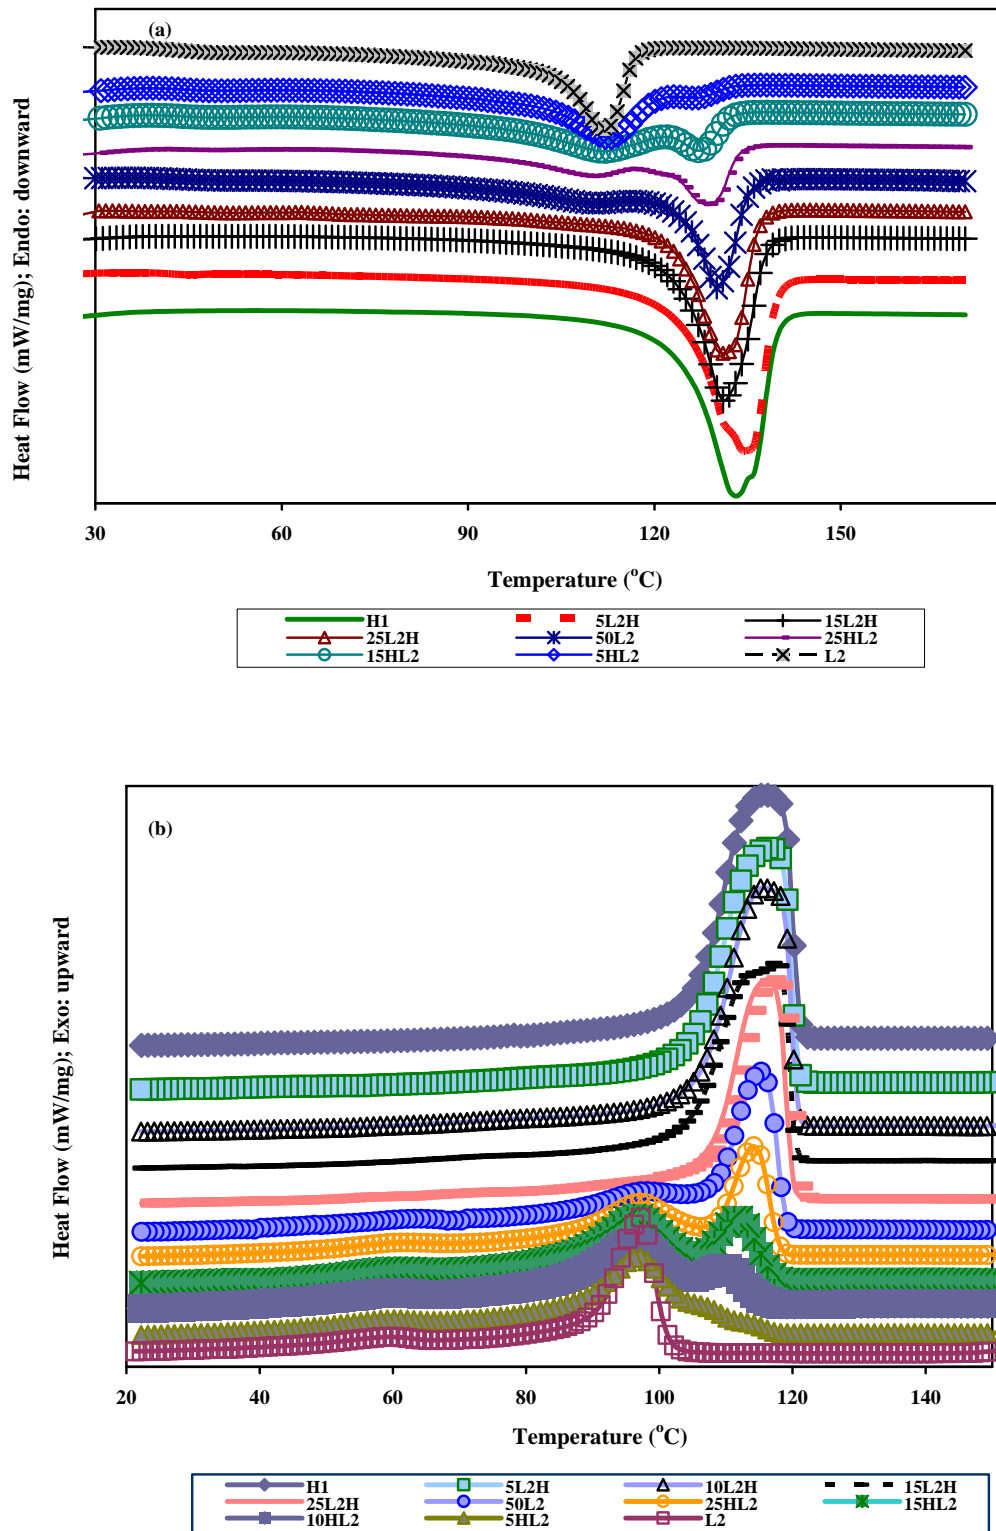 (a)
Heat Flow (mW/mg); Endo: downward
30 60 90 120 150
Temperature (°C)
H1 5L2H 15L2H
25L2H 50L2 25HL2
15HL2 5HL2 L2
(b)
Heat Flow (mW/mg); Exo: upward
20 40 60 80 100 120 140
Temperature (°C)
H1 5L2H 10L2H 15L2H
25L2H 50L2 25HL2 15HL2
10HL2 5HL2 L2